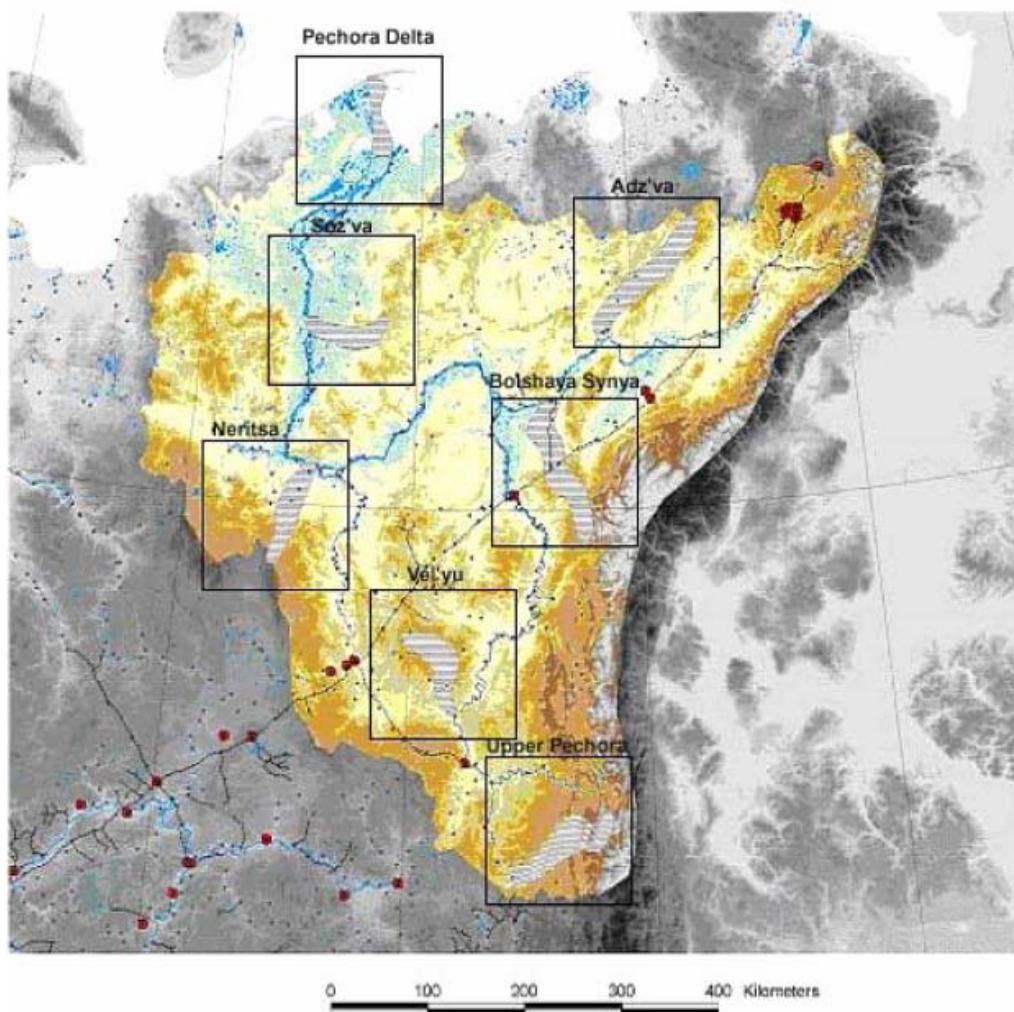 Pechora Delta
Adz'va
Soz'va
Bolshaya Synya
Neritsa
Vel'yu
Upper Pechora
0 100 200 300 400 Kilometers